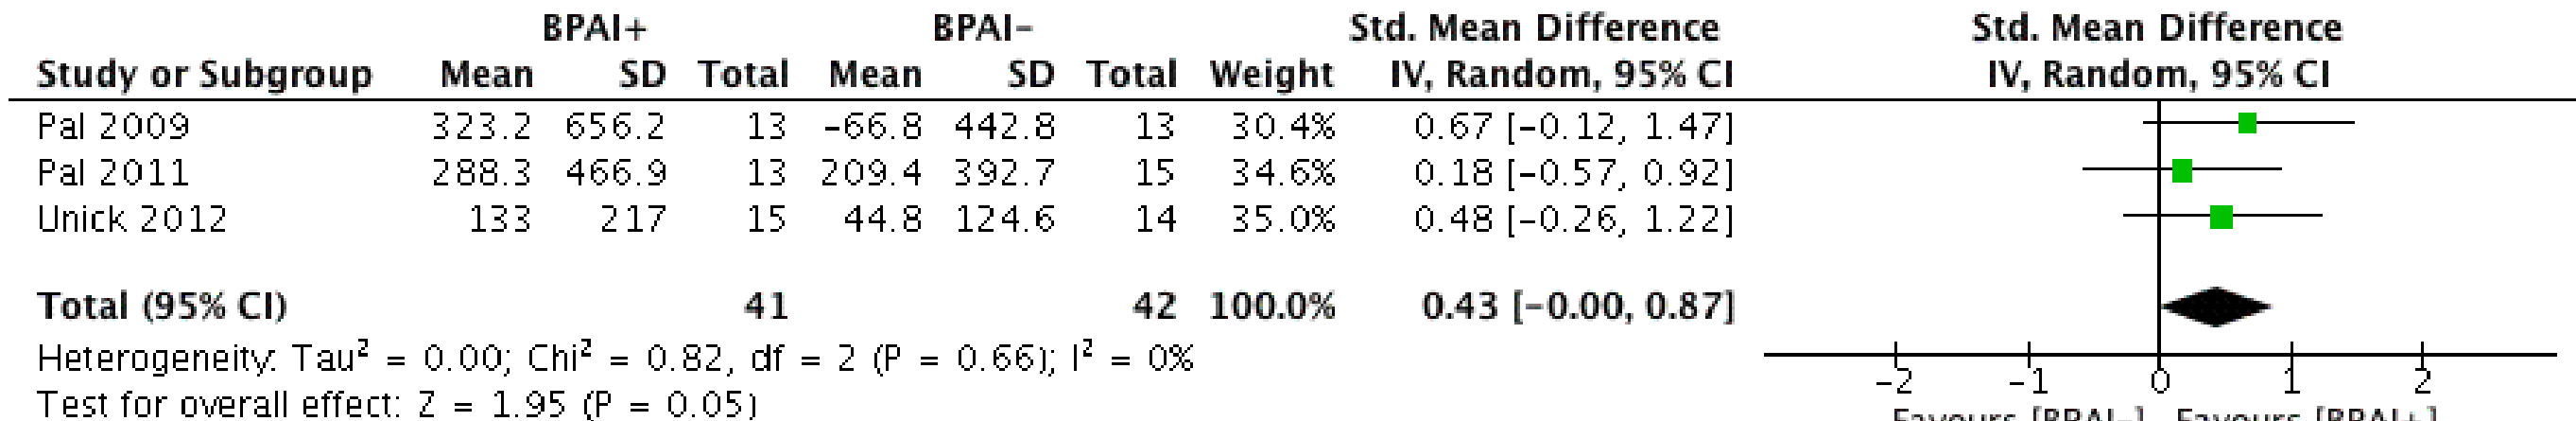 BPAI+ BPAI− Std. Mean Difference Std. Mean Difference
Study or Subgroup Mean SD Total Mean SD Total Weight IV, Random, 95% CI IV, Random, 95% CI
Pal 2009 323.2 656.2 13 −66.8 442.8 13 30.4% 0.67 [−0.12, 1.47]
Pal 2011 288.3 466.9 13 209.4 392.7 15 34.6% 0.18 [−0.57, 0.92]
Unick 2012 133 217 15 44.8 124.6 14 35.0% 0.48 [−0.26, 1.22]
Total (95% CI) 41 42 100.0% 0.43 [−0.00, 0.87]
Heterogeneity: Tau² = 0.00; Chi² = 0.82, df = 2 (P = 0.66); I² = 0%
−2 −1 0 1 2
Test for overall effect: Z = 1.95 (P = 0.05)
Favours [BPAI−] Favours [BPAI+]